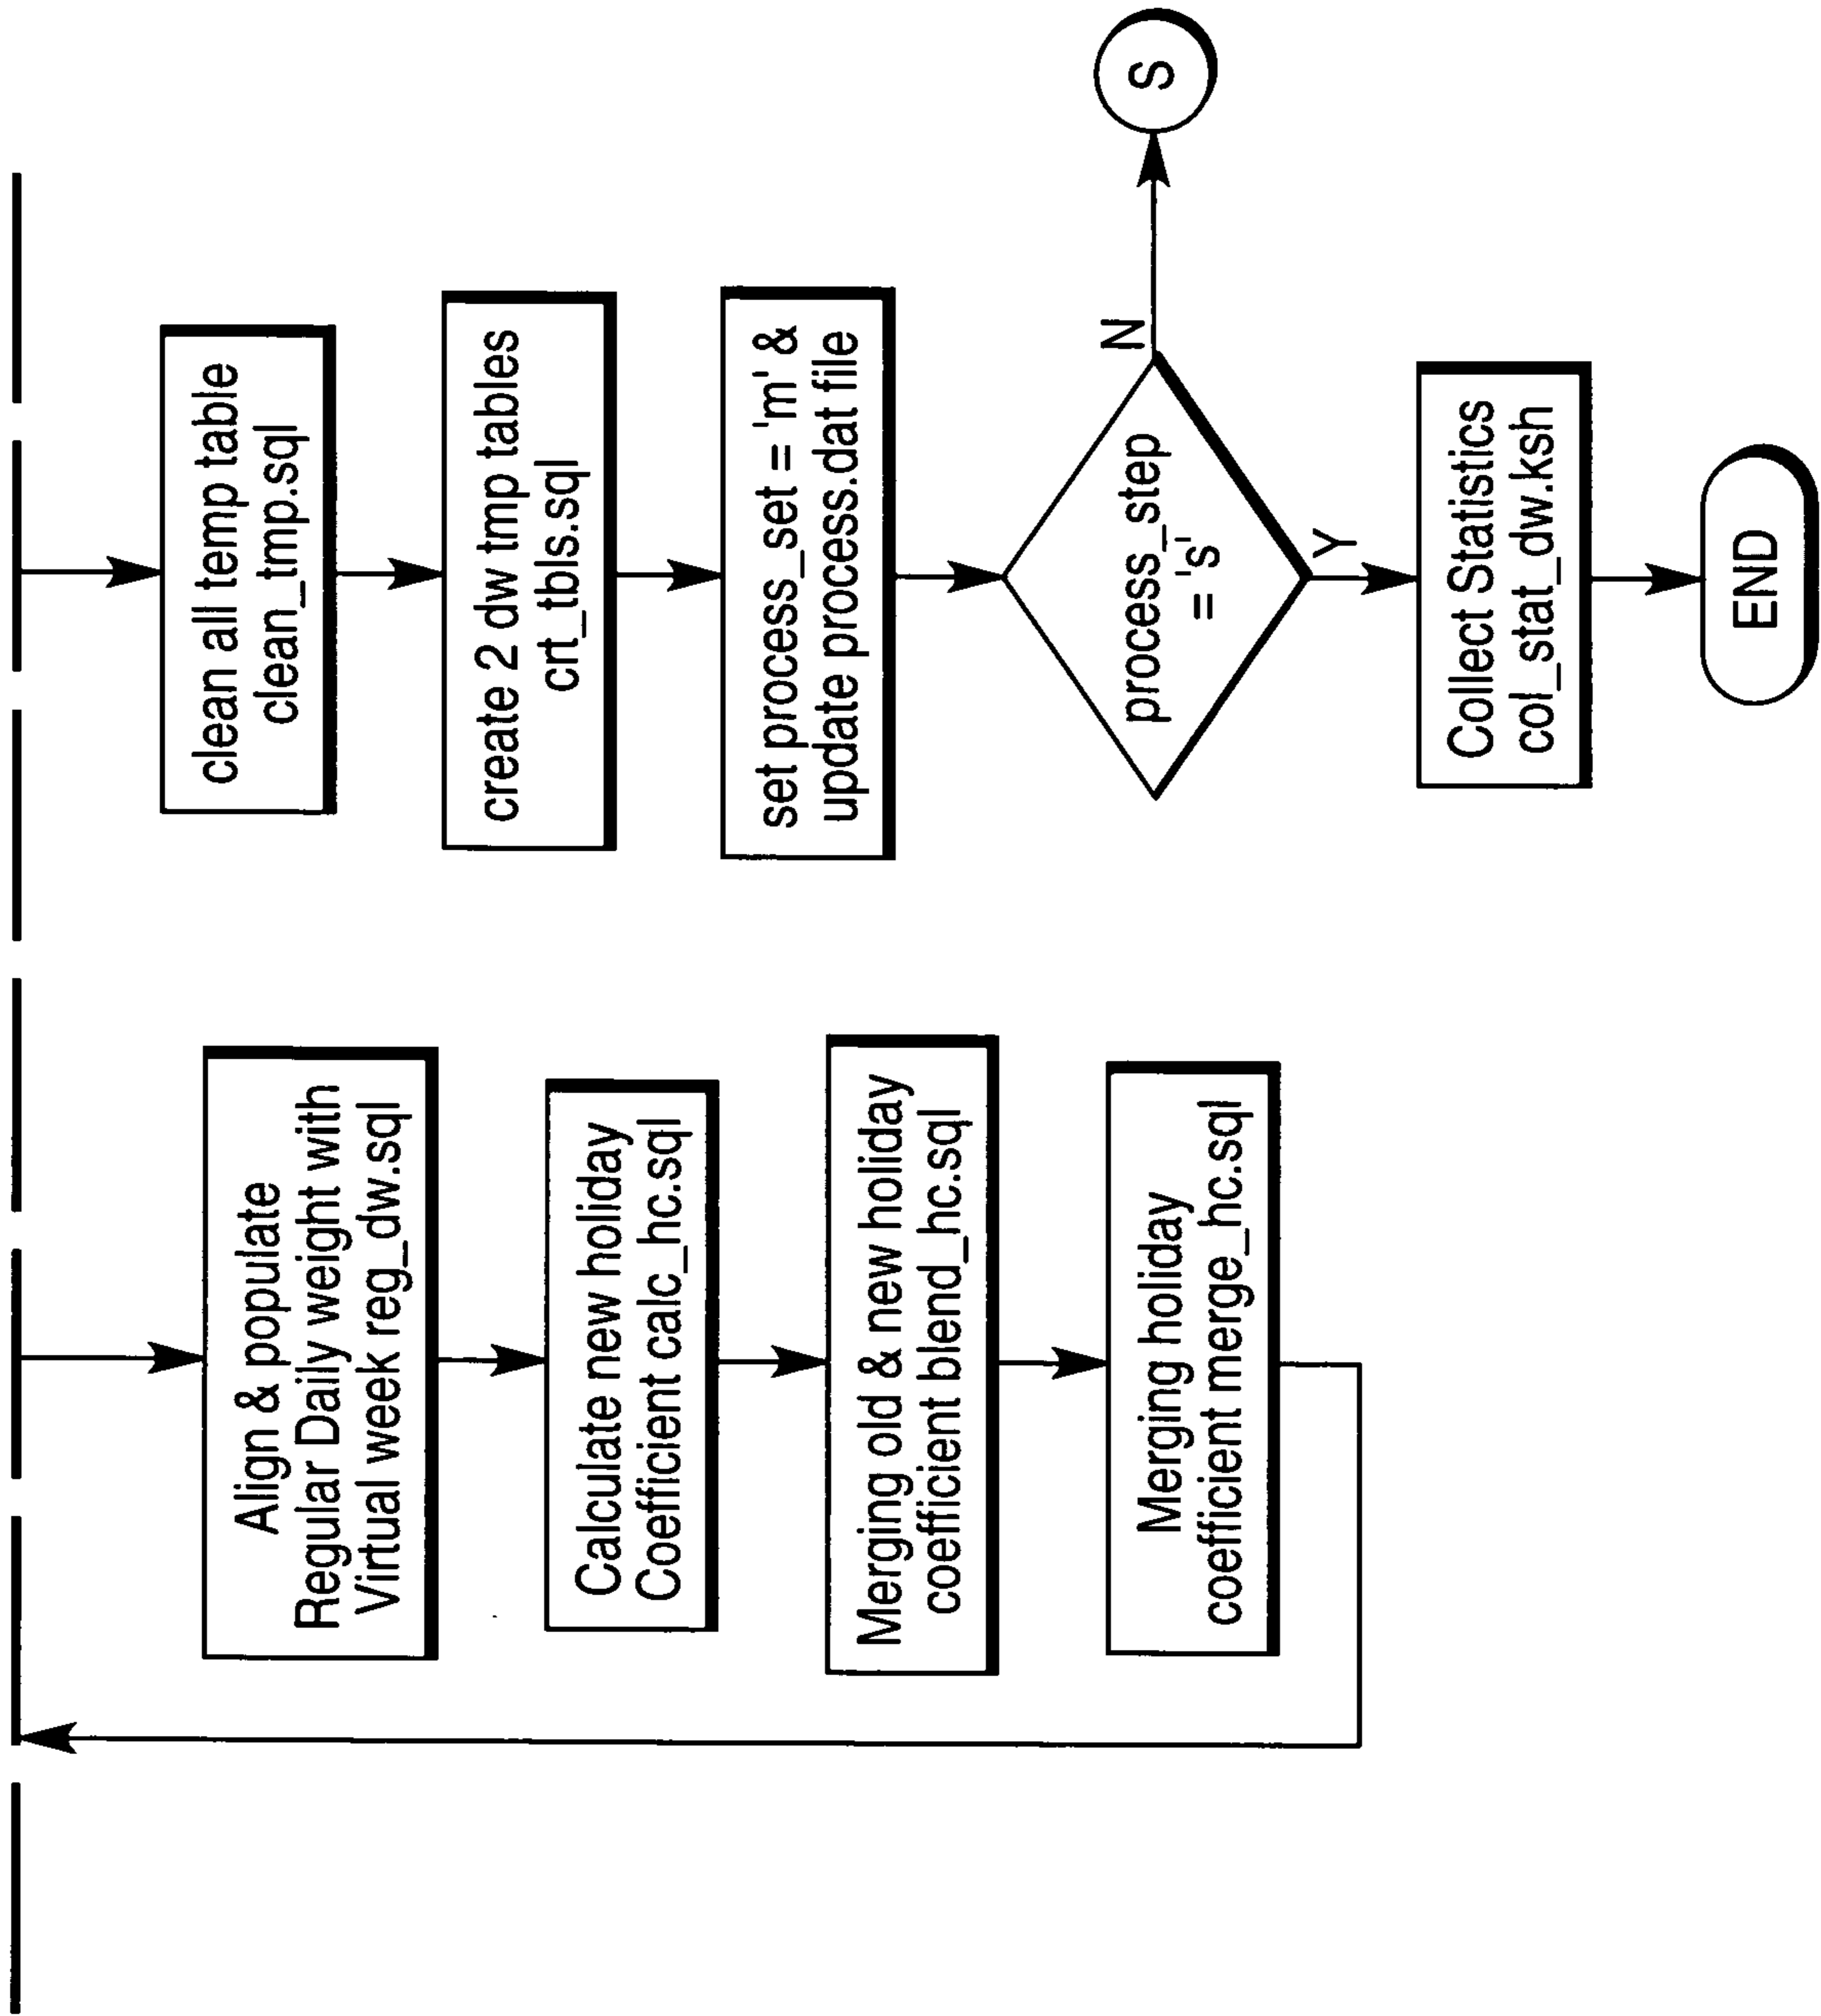 Align & populate
Regular Daily weight with
Virtual week reg_dw.sql
Calculate new holiday
Coefficient calc_hc.sql
Merging old & new holiday
coefficient blend_hc.sql
Merging holiday
coefficient merge_hc.sql
clean all temp table
clean_tmp.sql
create 2 dw tmp tables
crt_tbls.sql
set process_set = 'm' &
update process.dat file
process_step
= 's'
N
S
Y
Collect Statistics
col_stat_dw.ksh
END